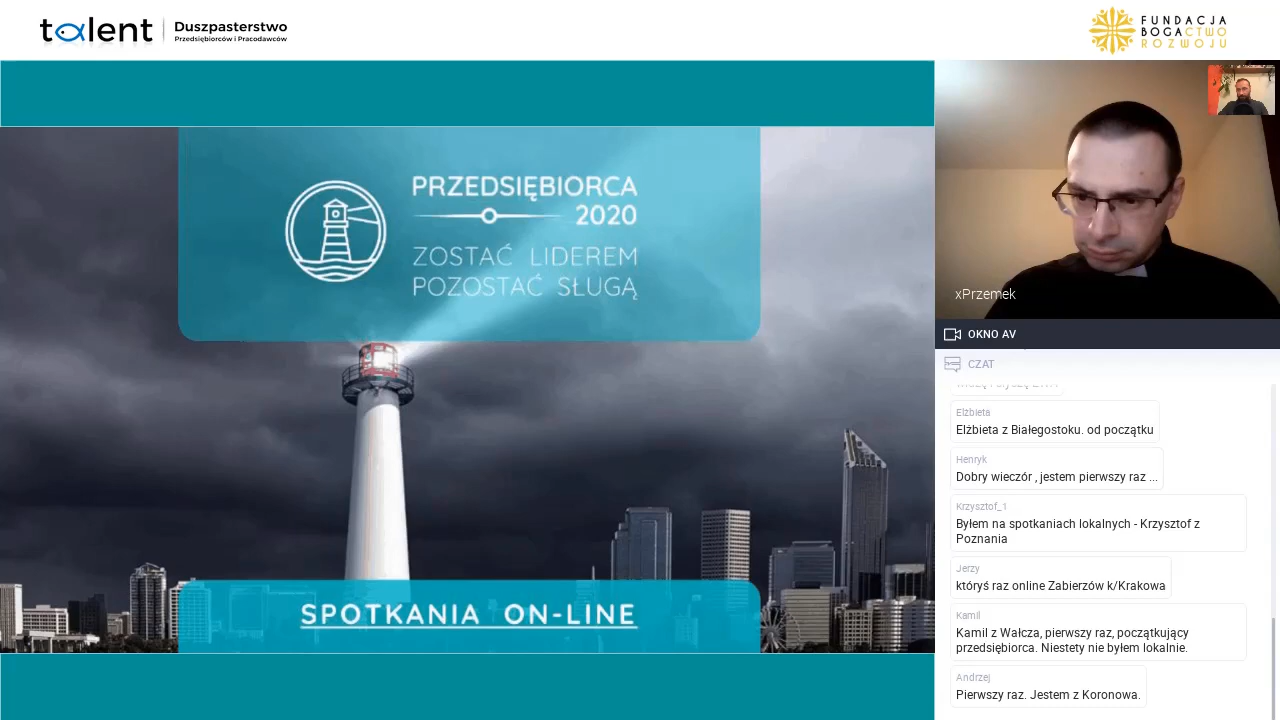 talent
Duszpasterstwo
Przedsiębiorców i Pracodawców
FUNDACJA
BOGACTWO
ROZWOJU
PRZEDSIĘBIORCA
2020
ZOSTAĆ LIDEREM
POZOSTAĆ SŁUGĄ
SPOTKANIA ON-LINE
xPrzemek
OKNO AV
CZAT
Elżbieta
Elżbieta z Białegostoku. od początku
Henryk
Dobry wieczór , jestem pierwszy raz ...
Krzysztof_1
Byłem na spotkaniach lokalnych - Krzysztof z
Poznania
Jerzy
któryś raz online Zabierzów k/Krakowa
Kamil
Kamil z Wałcza, pierwszy raz, początkujący
przedsiębiorca. Niestety nie byłem lokalnie.
Andrzej
Pierwszy raz. Jestem z Koronowa.